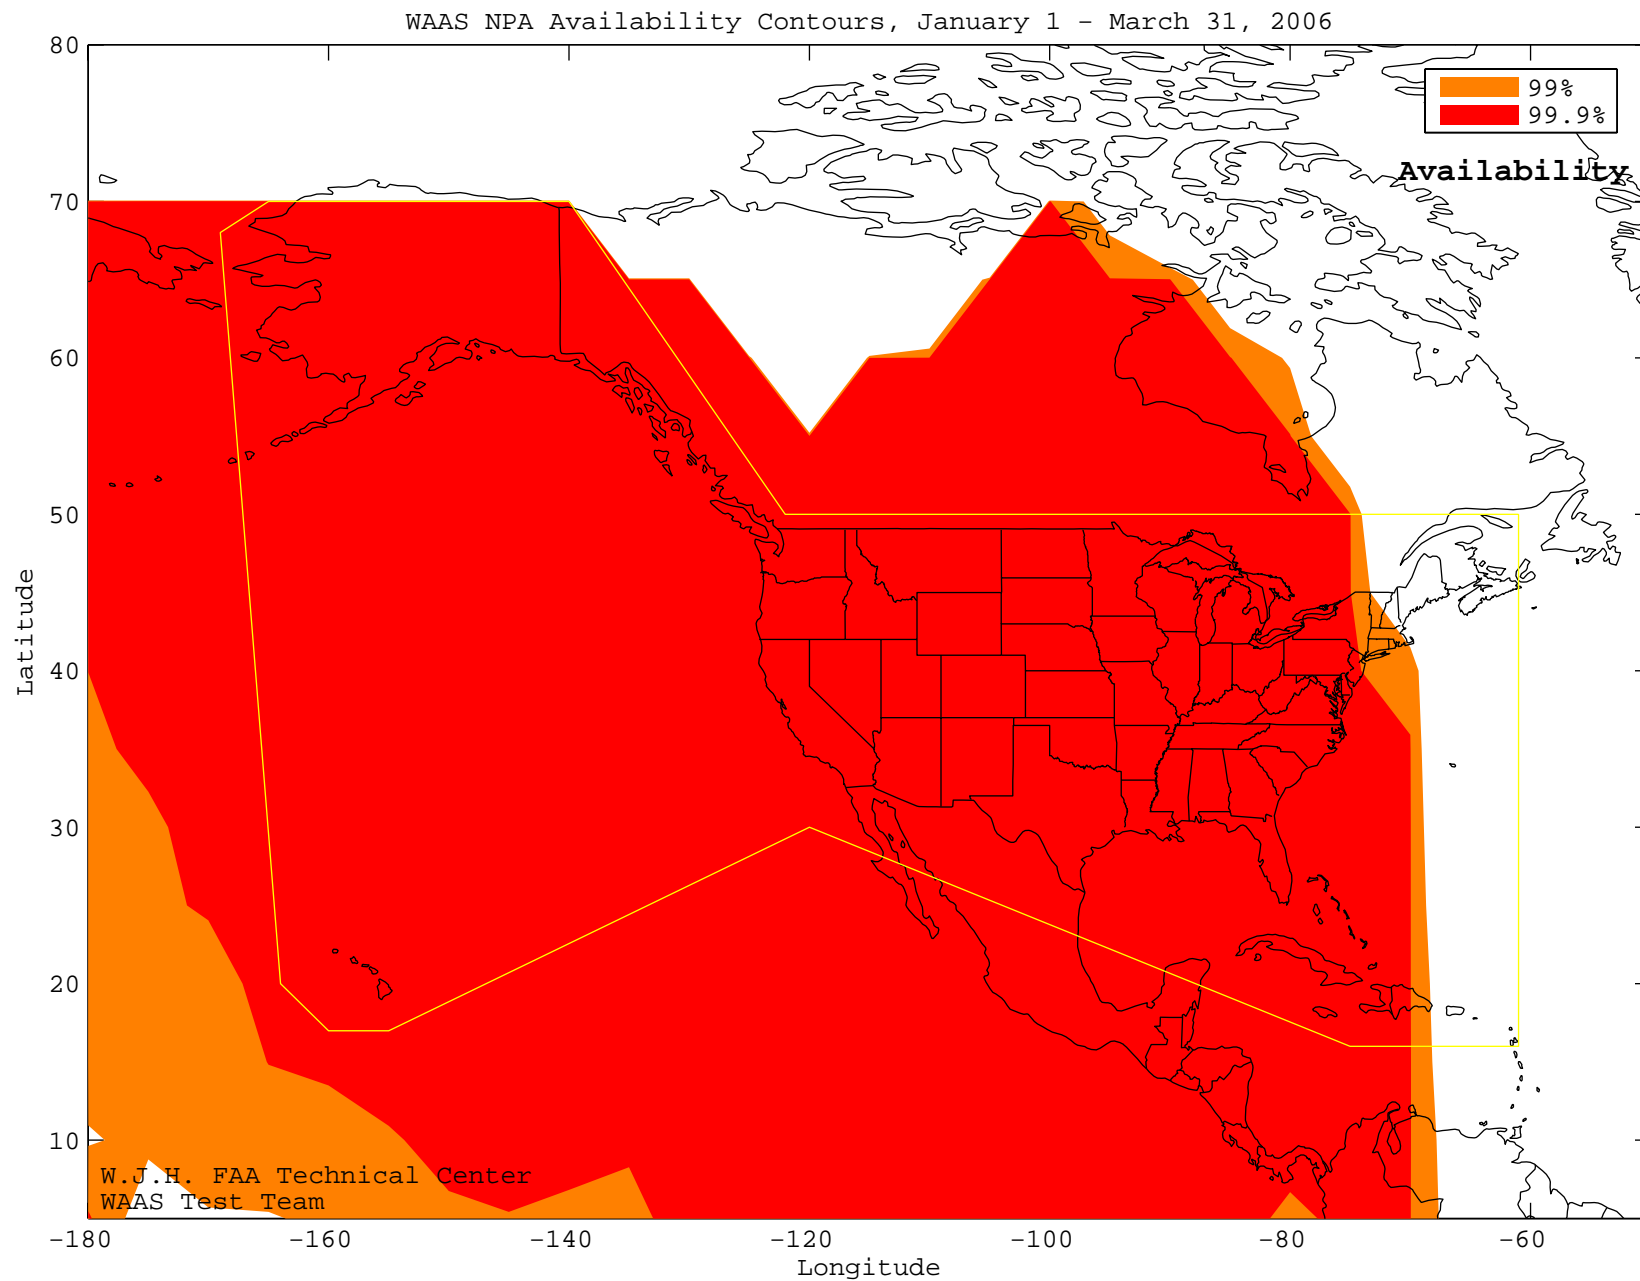 WAAS NPA Availability Contours, January 1 - March 31, 2006
80
99%
99.9%
Availability
70
60
50
Latitude
40
30
20
10
W.J.H. FAA Technical Center
WAAS Test Team
-180 -160 -140 -120 -100 -80 -60
Longitude